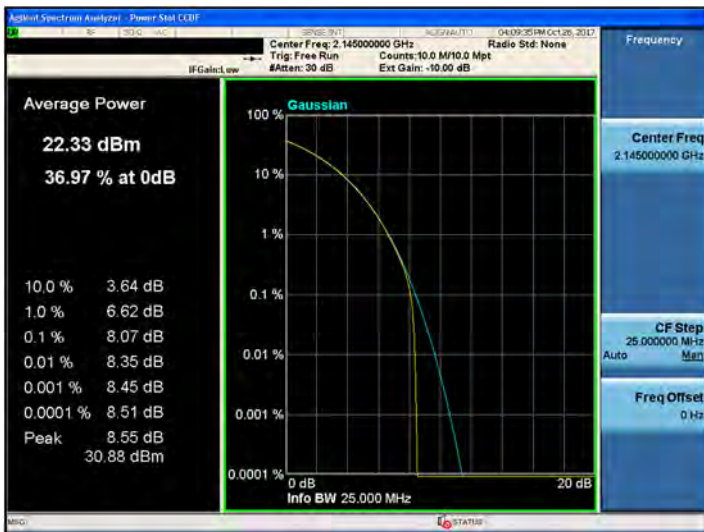 Agilent Spectrum Analyzer - Power Stat CCDF
RF 50 Ω AC SENSE:INT ALIGNAUTO 04:09:35 PM Oct 26, 2017
Center Freq: 2.145000000 GHz Radio Std: None
Trig: Free Run Counts:10.0 M/10.0 Mpt
IFGain:Low #Atten: 30 dB Ext Gain: -10.00 dB
Frequency
Average Power
22.33 dBm
36.97 % at 0dB
10.0 % 3.64 dB
1.0 % 6.62 dB
0.1 % 8.07 dB
0.01 % 8.35 dB
0.001 % 8.45 dB
0.0001 % 8.51 dB
Peak 8.55 dB
30.88 dBm
Gaussian
100 %
10 %
1 %
0.1 %
0.01 %
0.001 %
0.0001 %
0 dB 20 dB
Info BW 25.000 MHz
Center Freq
2.145000000 GHz
CF Step
25.000000 MHz
Auto Man
Freq Offset
0 Hz
MSG STATUS